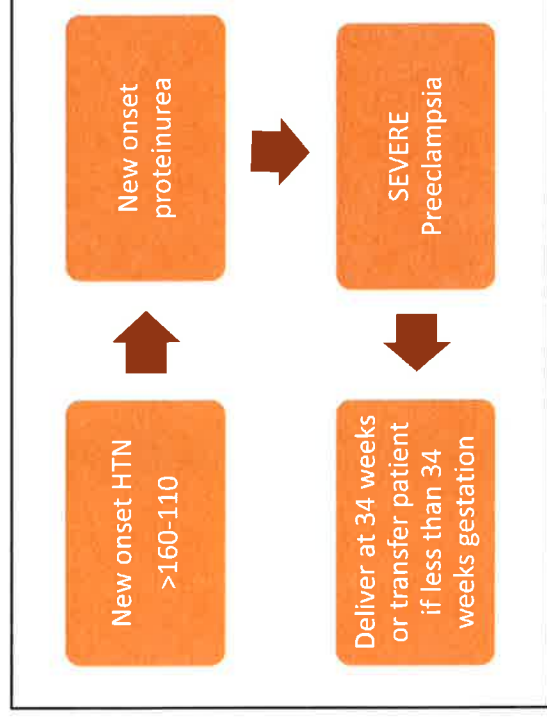 New onset HTN
>160-110
New onset
proteinurea
SEVERE
Preeclampsia
Deliver at 34 weeks
or transfer patient
if less than 34
weeks gestation